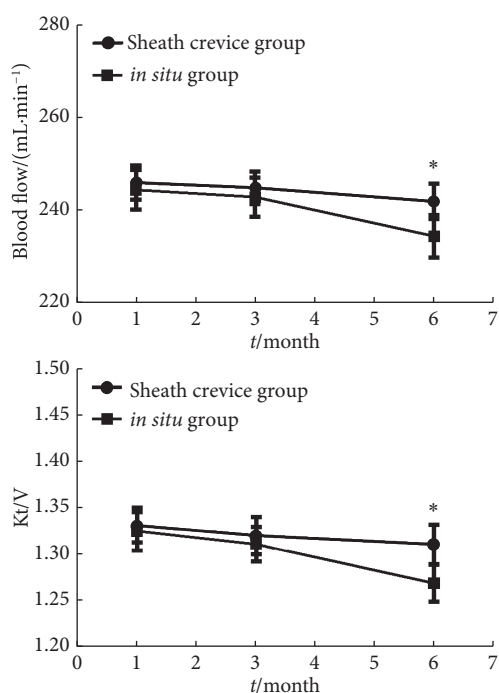 280
260
240
220
Blood flow/(mL·min⁻¹)
Sheath crevice group
in situ group
*
0 1 2 3 4 5 6 7
t/month
1.50
1.45
1.40
1.35
1.30
1.25
1.20
Kt/V
Sheath crevice group
in situ group
*
0 1 2 3 4 5 6 7
t/month